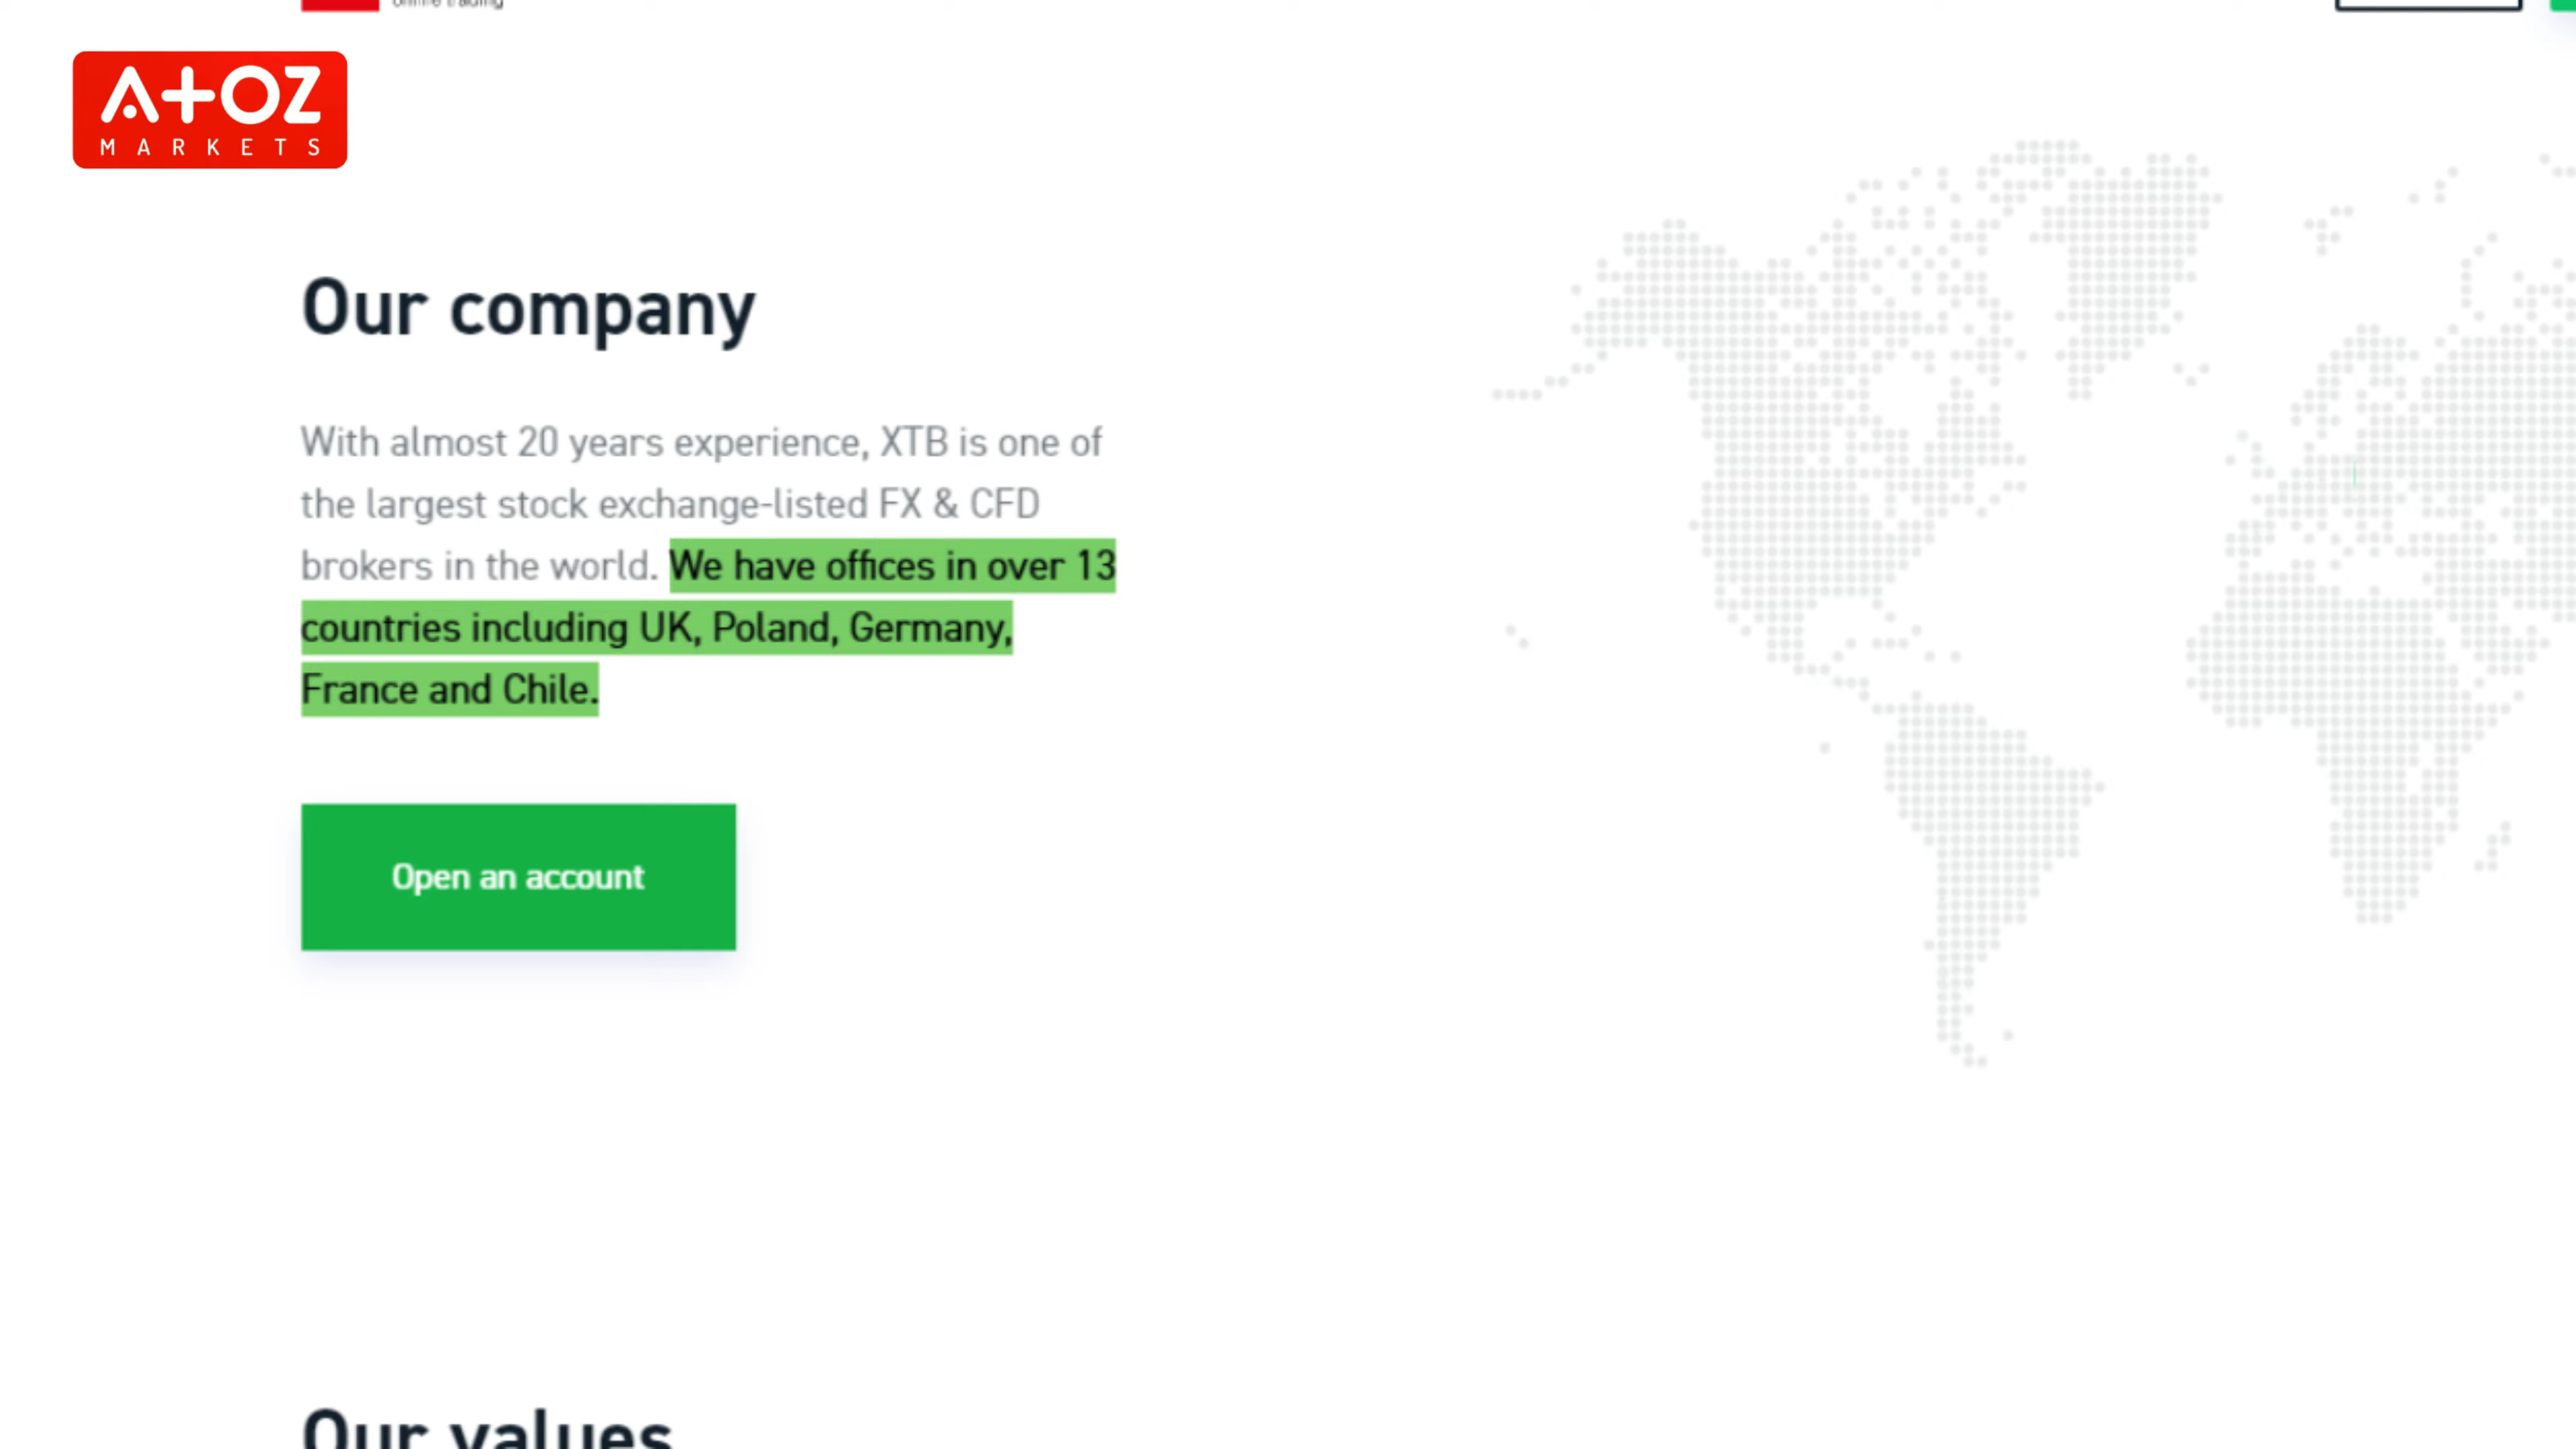 online trading
A+OZ
MARKETS
Our company
With almost 20 years experience, XTB is one of
the largest stock exchange-listed FX & CFD
brokers in the world. We have offices in over 13
countries including UK, Poland, Germany,
France and Chile.
Open an account
Our values